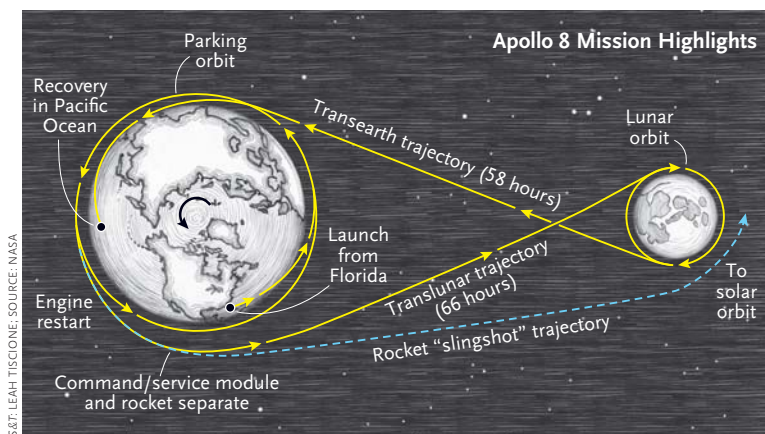 Apollo 8 Mission Highlights
Parking
orbit
Recovery
in Pacific
Ocean
Transearth trajectory (58 hours)
Lunar
orbit
Launch
from
Florida
Engine
restart
Translunar trajectory
(66 hours)
To
solar
orbit
Rocket “slingshot” trajectory
Command/service module
and rocket separate
S&T: LEAH TISCIONE; SOURCE: NASA